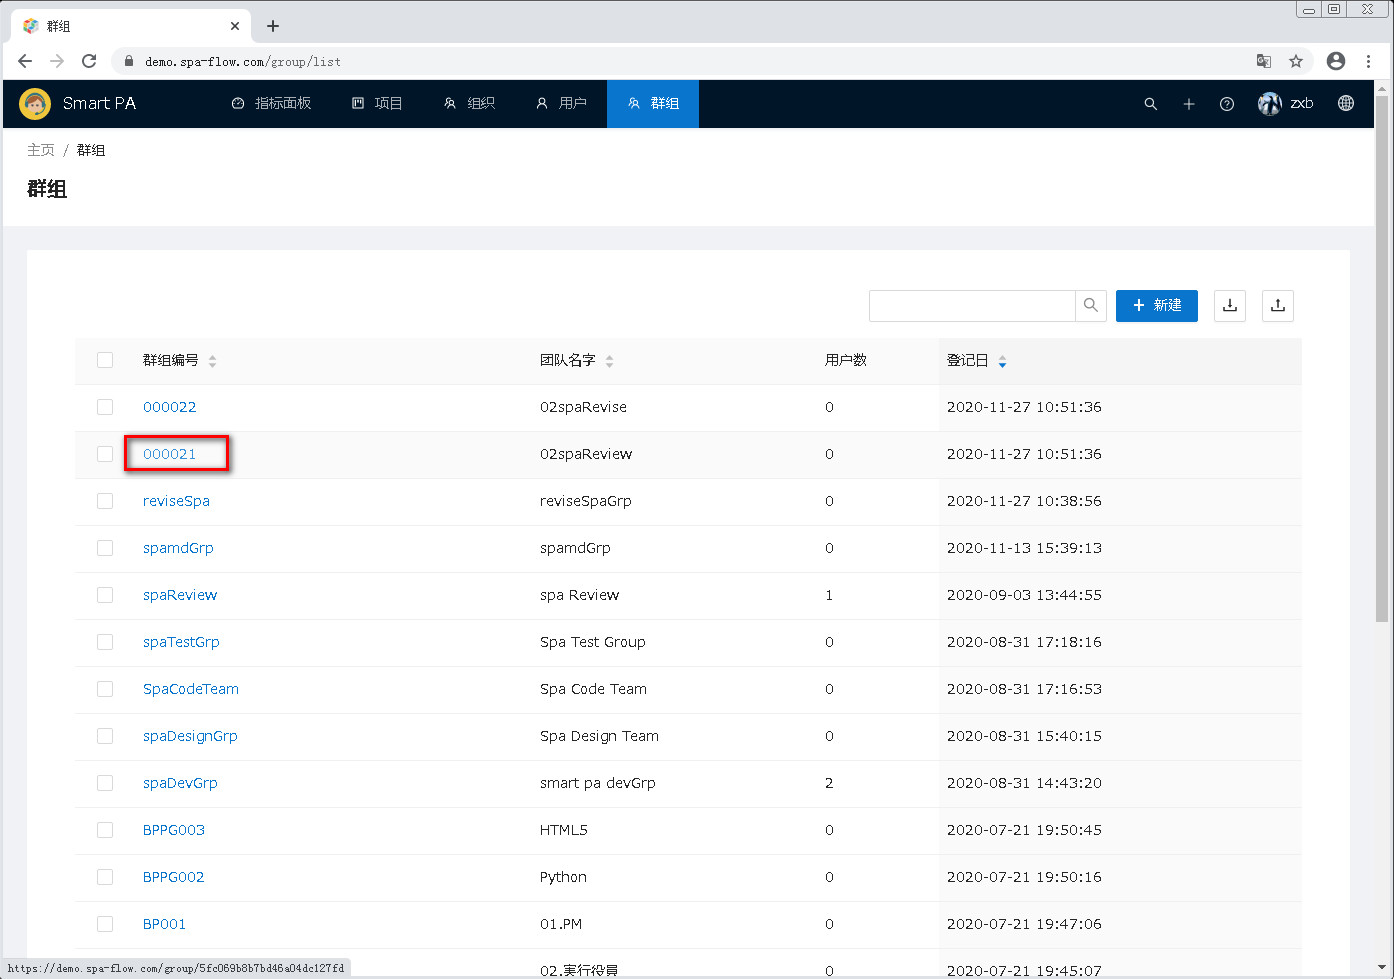 群组
demo.spa-flow.com/group/list
Smart PA 指标面板 项目 组织 用户 群组 zxb
主页 / 群组
群组
新建
群组编号 团队名字 用户数 登记日
000022 02spaRevise 0 2020-11-27 10:51:36
000021 02spaReview 0 2020-11-27 10:51:36
reviseSpa reviseSpaGrp 0 2020-11-27 10:38:56
spamdGrp spamdGrp 0 2020-11-13 15:39:13
spaReview spa Review 1 2020-09-03 13:44:55
spaTestGrp Spa Test Group 0 2020-08-31 17:18:16
SpaCodeTeam Spa Code Team 0 2020-08-31 17:16:53
spaDesignGrp Spa Design Team 0 2020-08-31 15:40:15
spaDevGrp smart pa devGrp 2 2020-08-31 14:43:20
BPPG003 HTML5 0 2020-07-21 19:50:45
BPPG002 Python 0 2020-07-21 19:50:16
BP001 01.PM 0 2020-07-21 19:47:06
02.実行役員 0 2020-07-21 19:45:07
https://demo.spa-flow.com/group/5fc069b8b7bd46a04dc127fd